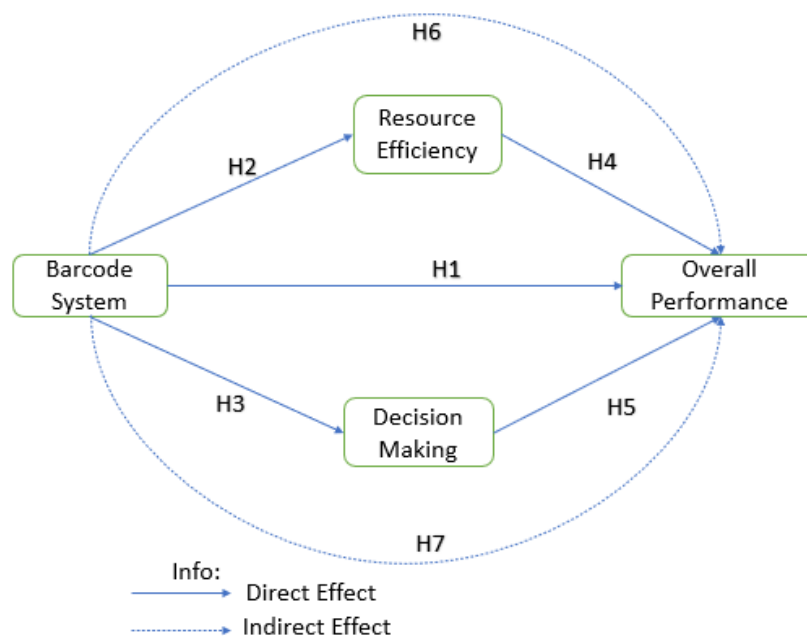 H6
Resource
Efficiency
H2
H4
Barcode
System
H1
Overall
Performance
H3
Decision
Making
H5
H7
Info:
Direct Effect
Indirect Effect